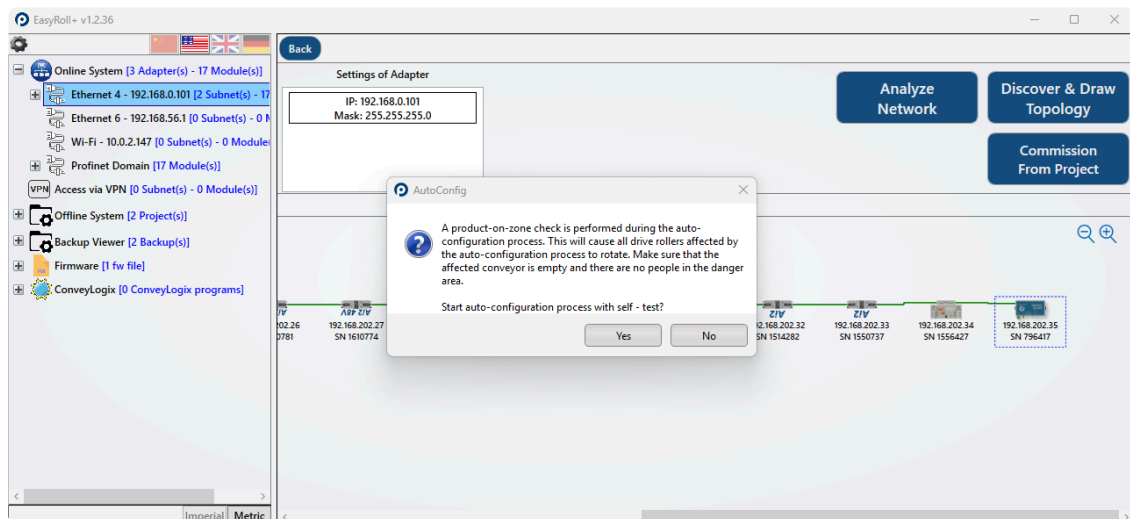 EasyRoll+ v1.2.36
Back
Online System [3 Adapter(s) - 17 Module(s)]
Ethernet 4 - 192.168.0.101 [2 Subnet(s) - 17
Ethernet 6 - 192.168.56.1 [0 Subnet(s) - 0 M
Wi-Fi - 10.0.2.147 [0 Subnet(s) - 0 Module
Profinet Domain [17 Module(s)]
VPN Access via VPN [0 Subnet(s) - 0 Module(s)]
Offline System [2 Project(s)]
Backup Viewer [2 Backup(s)]
Firmware [1 fw file]
ConveyLogix [0 ConveyLogix programs]
Imperial Metric
Settings of Adapter
IP: 192.168.0.101
Mask: 255.255.255.0
Analyze
Network
Discover & Draw
Topology
Commission
From Project
AutoConfig
A product-on-zone check is performed during the auto-
configuration process. This will cause all drive rollers affected by
the auto-configuration process to rotate. Make sure that the
affected conveyor is empty and there are no people in the danger
area.
Start auto-configuration process with self - test?
Yes No
02.26
0781
192.168.202.27
SN 1610774
2.168.202.32
SN 1514282
192.168.202.33
SN 1550737
192.168.202.34
SN 1556427
192.168.202.35
SN 796417